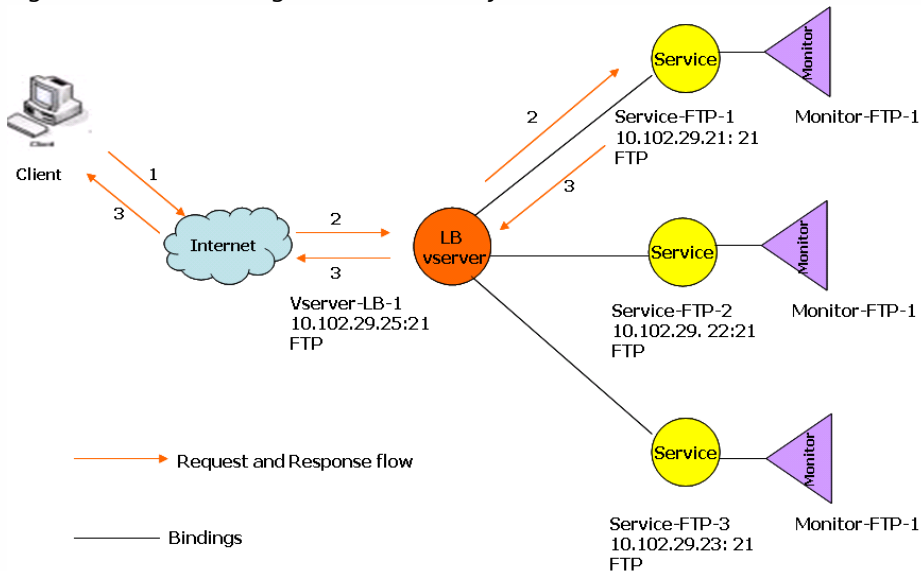 Service
Monitor
Service-FTP-1
10.102.29.21: 21
FTP
Monitor-FTP-1
2
3
Client
1
3
Internet
2
3
LB
vserver
Vserver-LB-1
10.102.29.25:21
FTP
Service
Monitor
Service-FTP-2
10.102.29. 22:21
FTP
Monitor-FTP-1
Service
Monitor
Service-FTP-3
10.102.29.23: 21
FTP
Monitor-FTP-1
Request and Response flow
Bindings